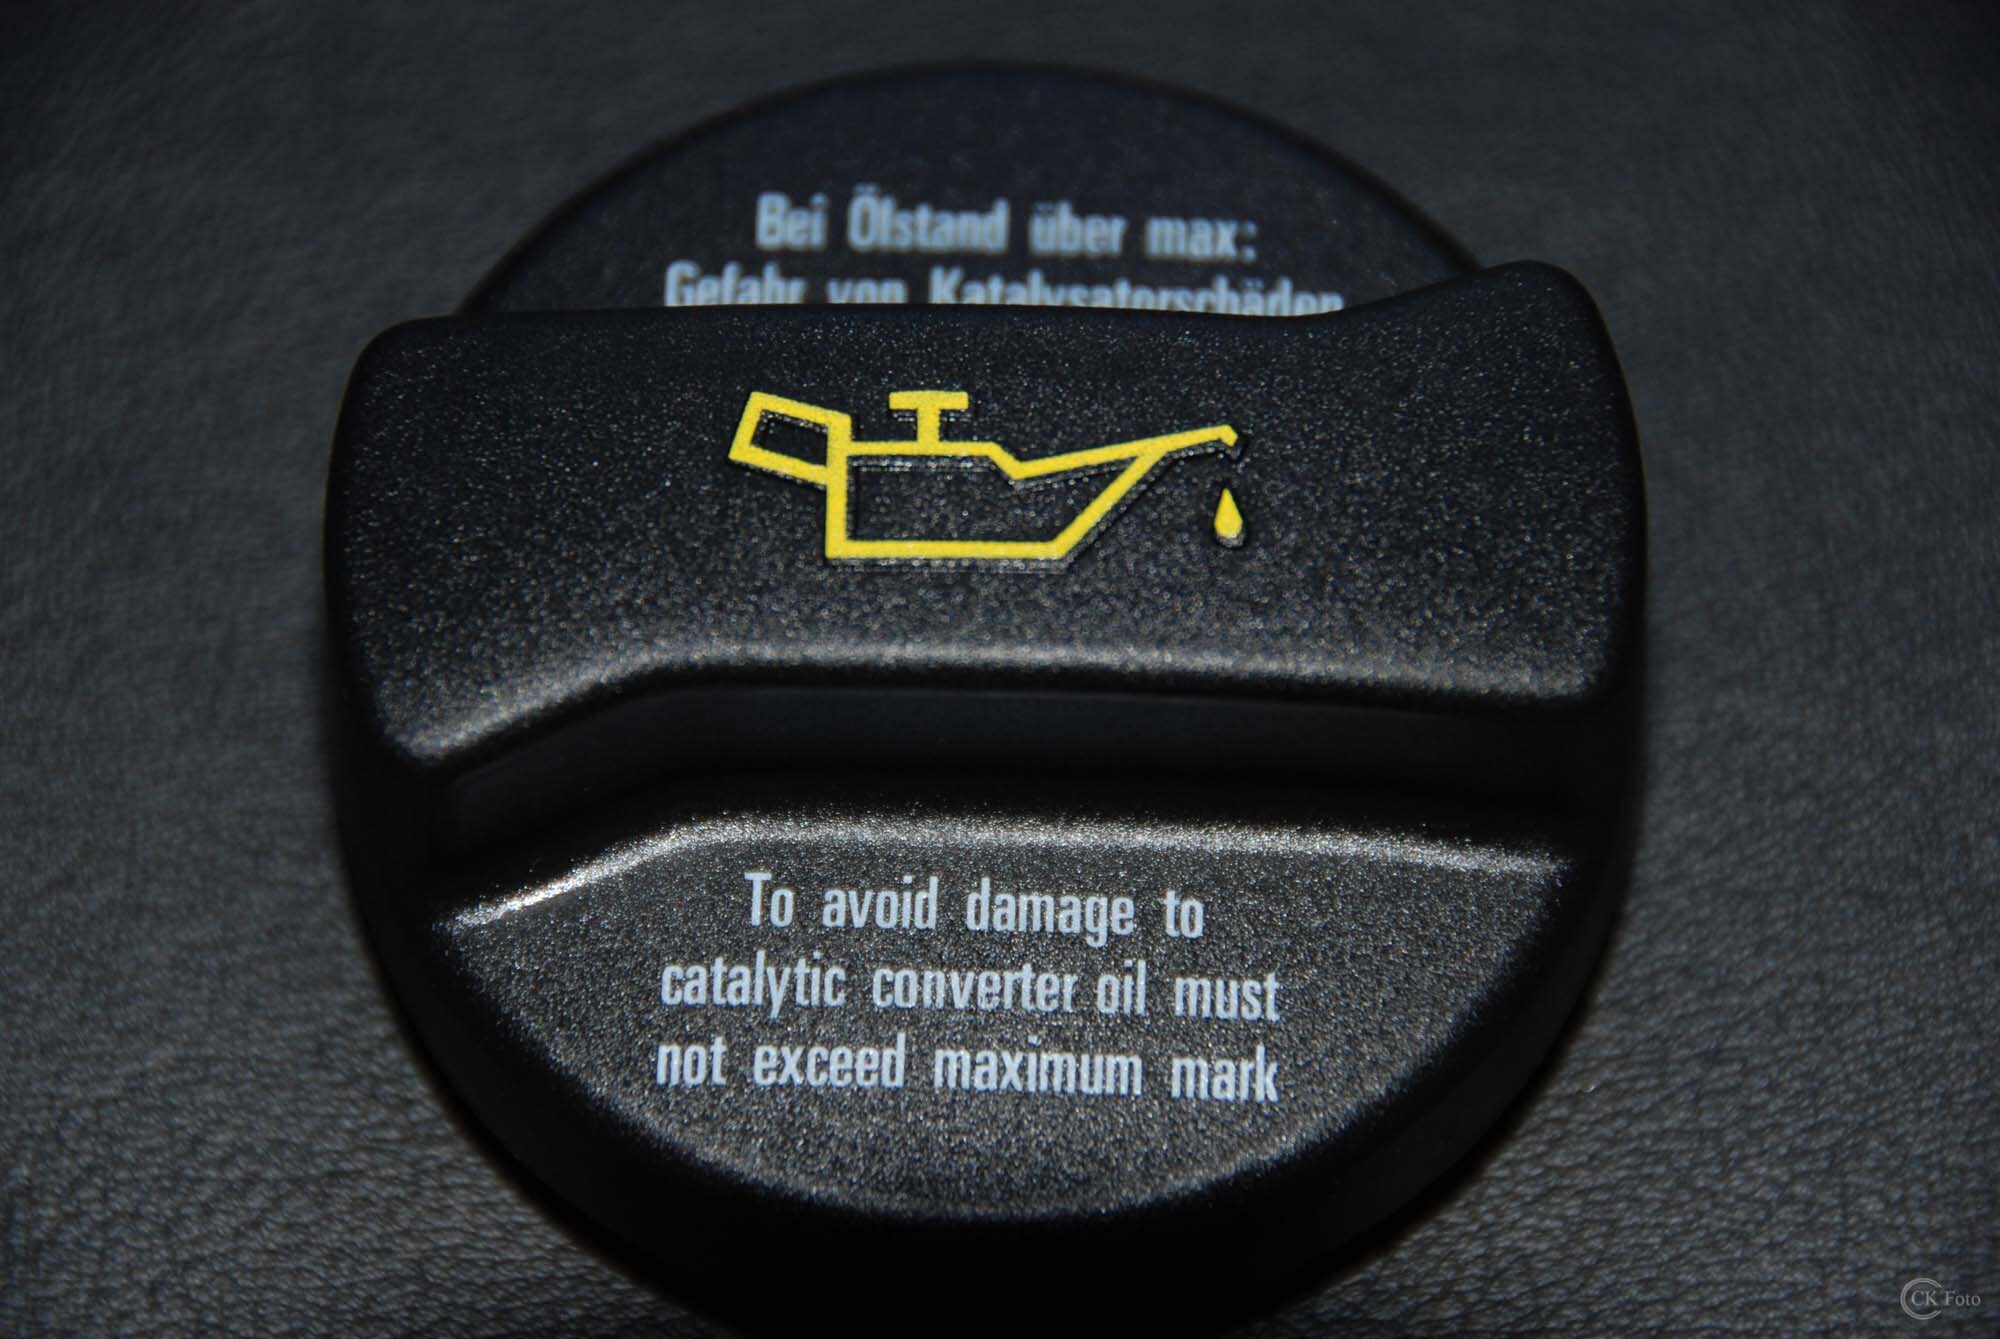 Bei Ölstand über max:
Gefahr von Katalysatorschäden
To avoid damage to
catalytic converter oil must
not exceed maximum mark
CK Foto